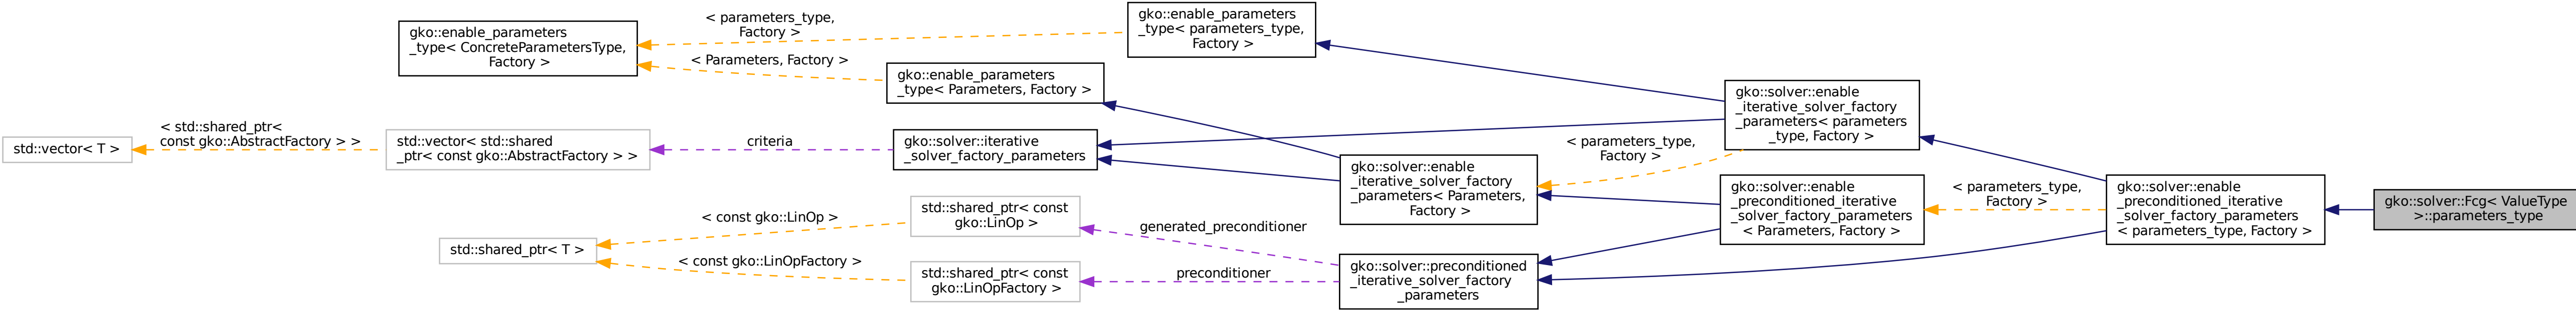 std::vector< T >
< std::shared_ptr<
const gko::AbstractFactory > >
std::vector< std::shared
_ptr< const gko::AbstractFactory > >
criteria
gko::enable_parameters
_type< ConcreteParametersType,
Factory >
< parameters_type,
Factory >
< Parameters, Factory >
gko::enable_parameters
_type< parameters_type,
Factory >
gko::enable_parameters
_type< Parameters, Factory >
gko::solver::iterative
_solver_factory_parameters
std::shared_ptr< T >
< const gko::LinOp >
< const gko::LinOpFactory >
std::shared_ptr< const
gko::LinOp >
std::shared_ptr< const
gko::LinOpFactory >
generated_preconditioner
preconditioner
gko::solver::enable
_iterative_solver_factory
_parameters< Parameters,
Factory >
gko::solver::preconditioned
_iterative_solver_factory
_parameters
< parameters_type,
Factory >
gko::solver::enable
_iterative_solver_factory
_parameters< parameters
_type, Factory >
gko::solver::enable
_preconditioned_iterative
_solver_factory_parameters
< Parameters, Factory >
< parameters_type,
Factory >
gko::solver::enable
_preconditioned_iterative
_solver_factory_parameters
< parameters_type, Factory >
gko::solver::Fcg< ValueType
>::parameters_type